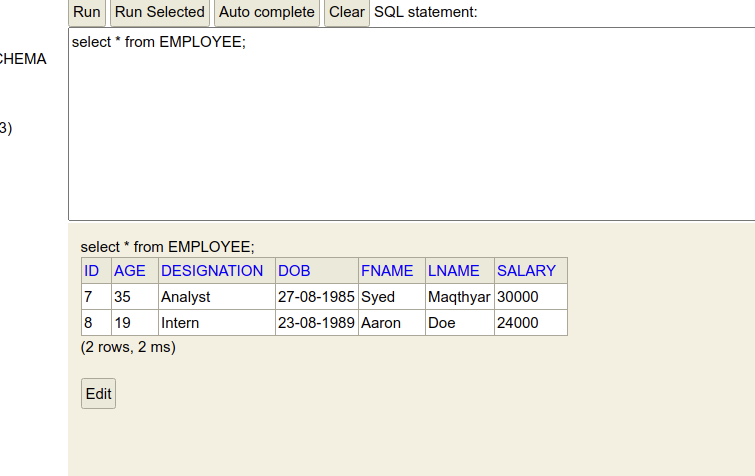 Run Run Selected Auto complete Clear SQL statement:
select * from EMPLOYEE;
CHEMA
3)
select * from EMPLOYEE;
ID AGE DESIGNATION DOB FNAME LNAME SALARY
7 35 Analyst 27-08-1985 Syed Maqthyar 30000
8 19 Intern 23-08-1989 Aaron Doe 24000
(2 rows, 2 ms)
Edit